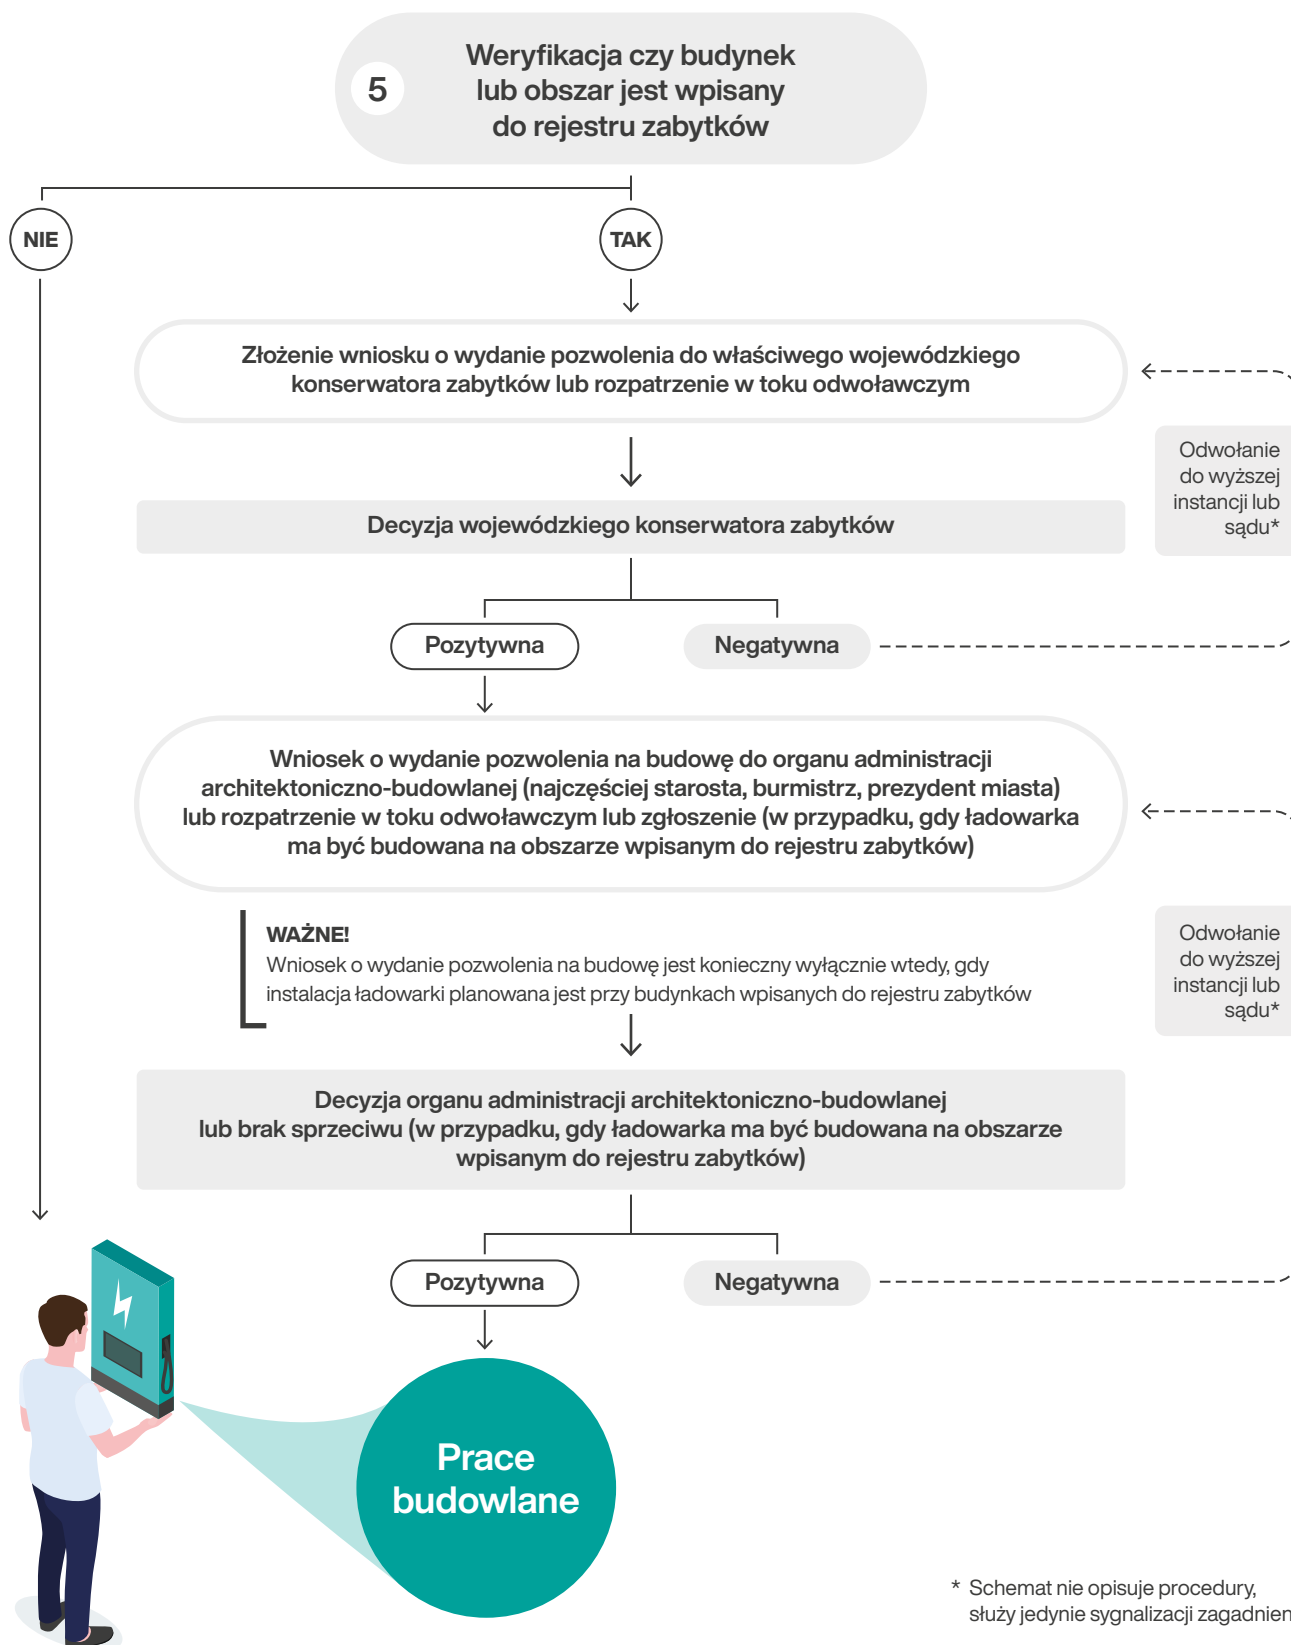 5
Weryfikacja czy budynek
lub obszar jest wpisany
do rejestru zabytków
NIE
TAK
Złożenie wniosku o wydanie pozwolenia do właściwego wojewódzkiego
konserwatora zabytków lub rozpatrzenie w toku odwoławczym
Odwołanie
do wyższej
instancji lub
sądu*
Decyzja wojewódzkiego konserwatora zabytków
Pozytywna
Negatywna
Wniosek o wydanie pozwolenia na budowę do organu administracji
architektoniczno-budowlanej (najczęściej starosta, burmistrz, prezydent miasta)
lub rozpatrzenie w toku odwoławczym lub zgłoszenie (w przypadku, gdy ładowarka
ma być budowana na obszarze wpisanym do rejestru zabytków)
WAŻNE!
Wniosek o wydanie pozwolenia na budowę jest konieczny wyłącznie wtedy, gdy
instalacja ładowarki planowana jest przy budynkach wpisanych do rejestru zabytków
Odwołanie
do wyższej
instancji lub
sądu*
Decyzja organu administracji architektoniczno-budowlanej
lub brak sprzeciwu (w przypadku, gdy ładowarka ma być budowana na obszarze
wpisanym do rejestru zabytków)
Pozytywna
Negatywna
Prace
budowlane
* Schemat nie opisuje procedury,
służy jedynie sygnalizacji zagadnien